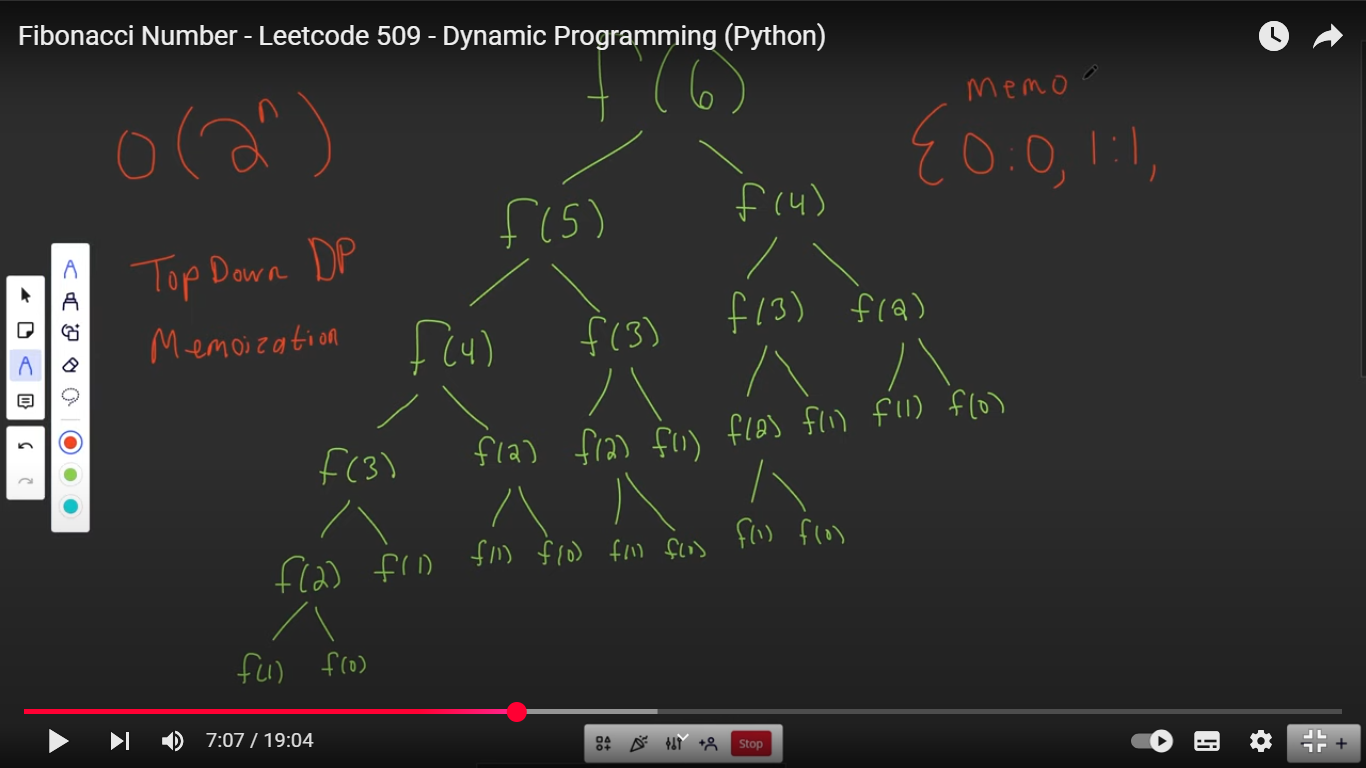 Fibonacci Number - Leetcode 509 - Dynamic Programming (Python)
f(6)
Memo
O(2^n)
{0:0, 1:1,
f(5) f(4)
Top Down DP
Memoization
f(4) f(3) f(3) f(2)
f(3) f(2) f(2) f(1) f(2) f(1) f(1) f(0)
f(2) f(1) f(1) f(0) f(1) f(0) f(1) f(0)
f(1) f(0)
7:07 / 19:04
Stop